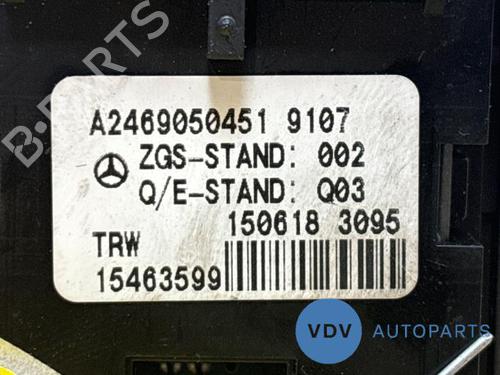 B-PARTS
A2469050451 9107
ZGS-STAND: 002
Q/E-STAND: Q03
150618 3095
TRW
15463599
VDV AUTOPARTS